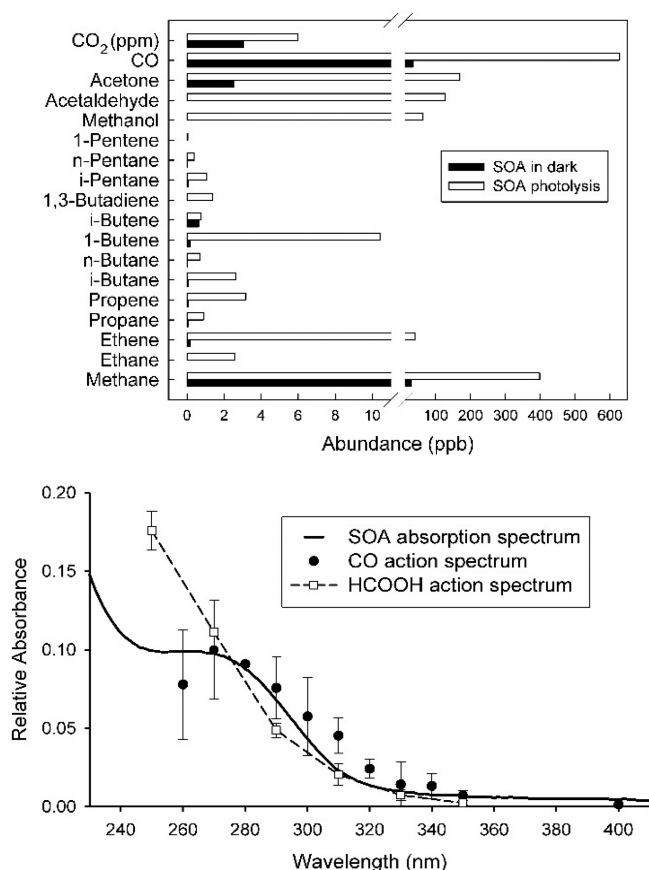 CO2 (ppm)
CO
Acetone
Acetaldehyde
Methanol
1-Pentene
n-Pentane
i-Pentane
1,3-Butadiene
i-Butene
1-Butene
n-Butane
i-Butane
Propene
Propane
Ethene
Ethane
Methane
SOA in dark
SOA photolysis
0 2 4 6 8 10 100 200 300 400 500 600
Abundance (ppb)
0.20
0.15
0.10
0.05
0.00
Relative Absorbance
SOA absorption spectrum
CO action spectrum
HCOOH action spectrum
240 260 280 300 320 340 360 380 400
Wavelength (nm)